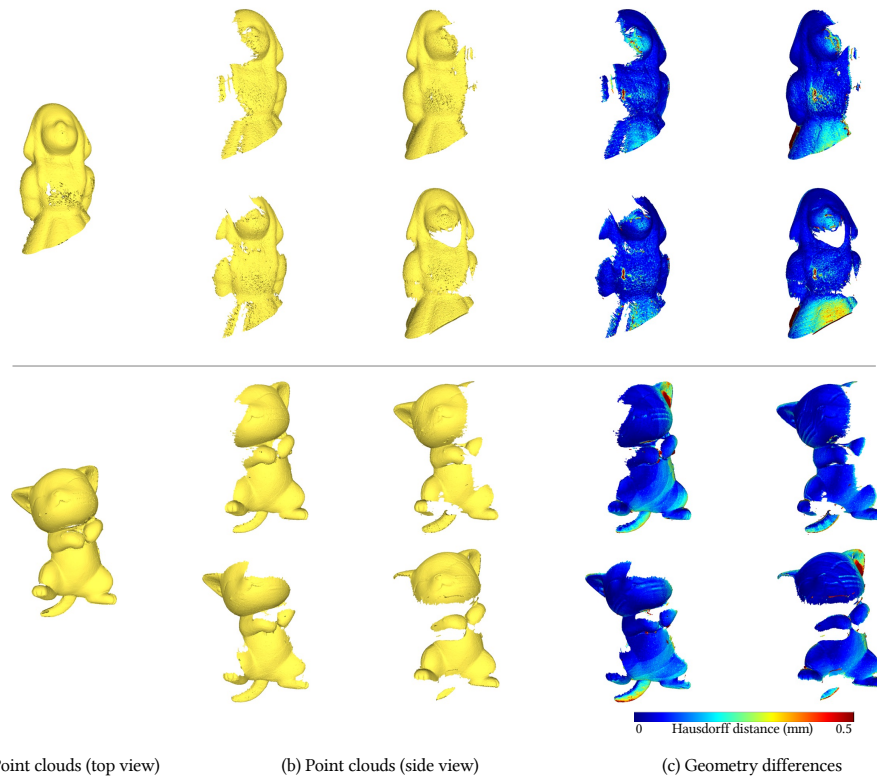 0 Hausdorff distance (mm) 0.5
oint clouds (top view) (b) Point clouds (side view) (c) Geometry differences